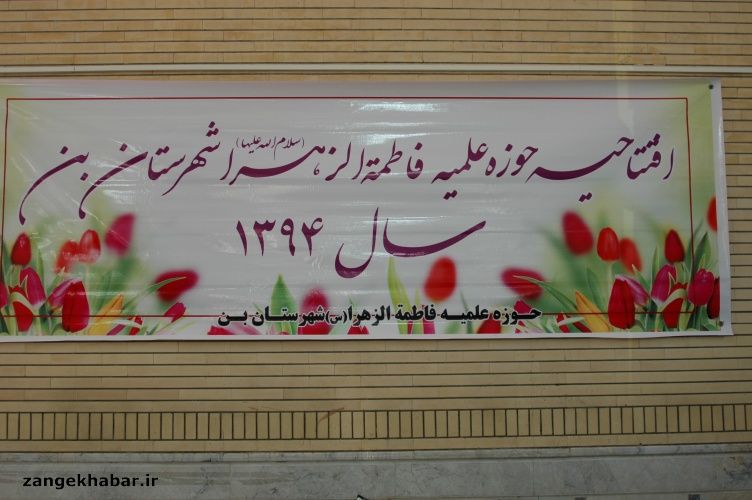 افتتاحیه حوزه علمیه فاطمة الزهرا (سلام الله علیها) شهرستان بن
سال ۱۳۹۴
حوزه علمیه فاطمة الزهرا(س) شهرستان بن
zangekhabar.ir